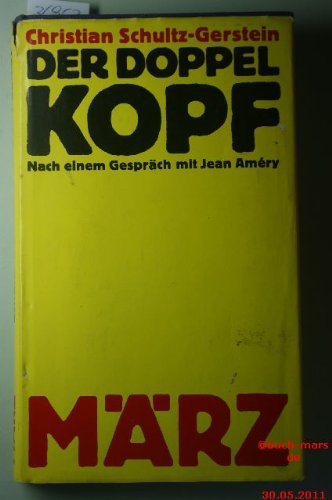 Christian Schultz-Gerstein
DER DOPPEL
KOPF
Nach einem Gespräch mit Jean Améry
MÄRZ
@buch-mars
de
30.05.2011